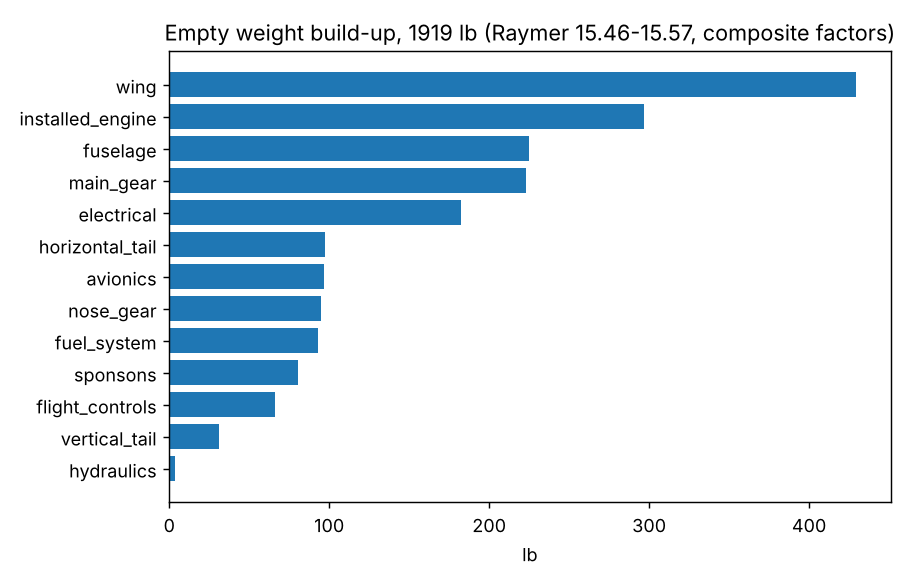 Empty weight build-up, 1919 lb (Raymer 15.46-15.57, composite factors)
wing
installed_engine
fuselage
main_gear
electrical
horizontal_tail
avionics
nose_gear
fuel_system
sponsons
flight_controls
vertical_tail
hydraulics
0 100 200 300 400
lb